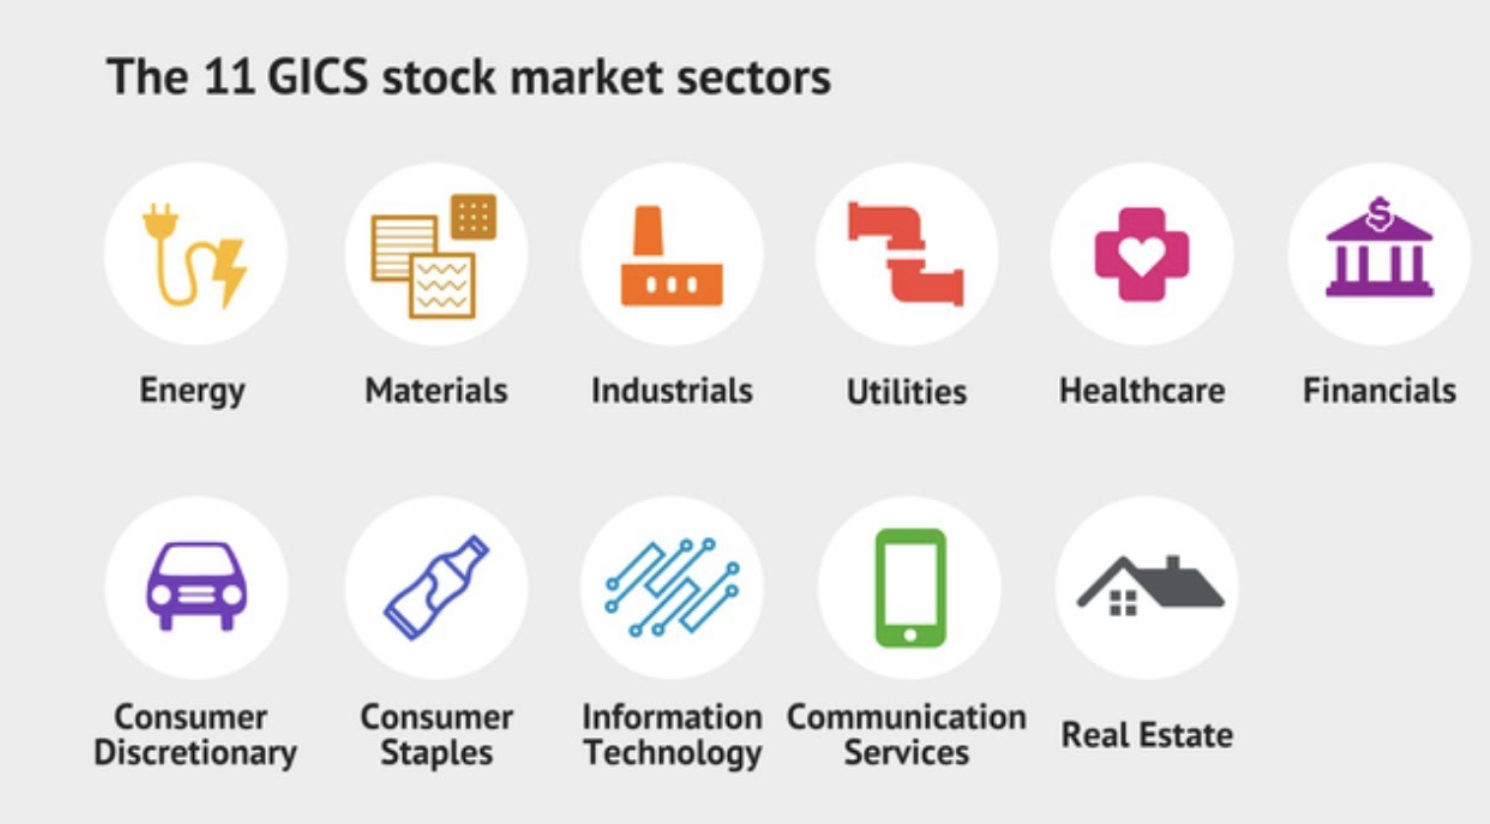 The 11 GICS stock market sectors
$
Energy
Materials
Industrials
Utilities
Healthcare
Financials
Consumer
Discretionary
Consumer
Staples
Information
Technology
Communication
Services
Real Estate